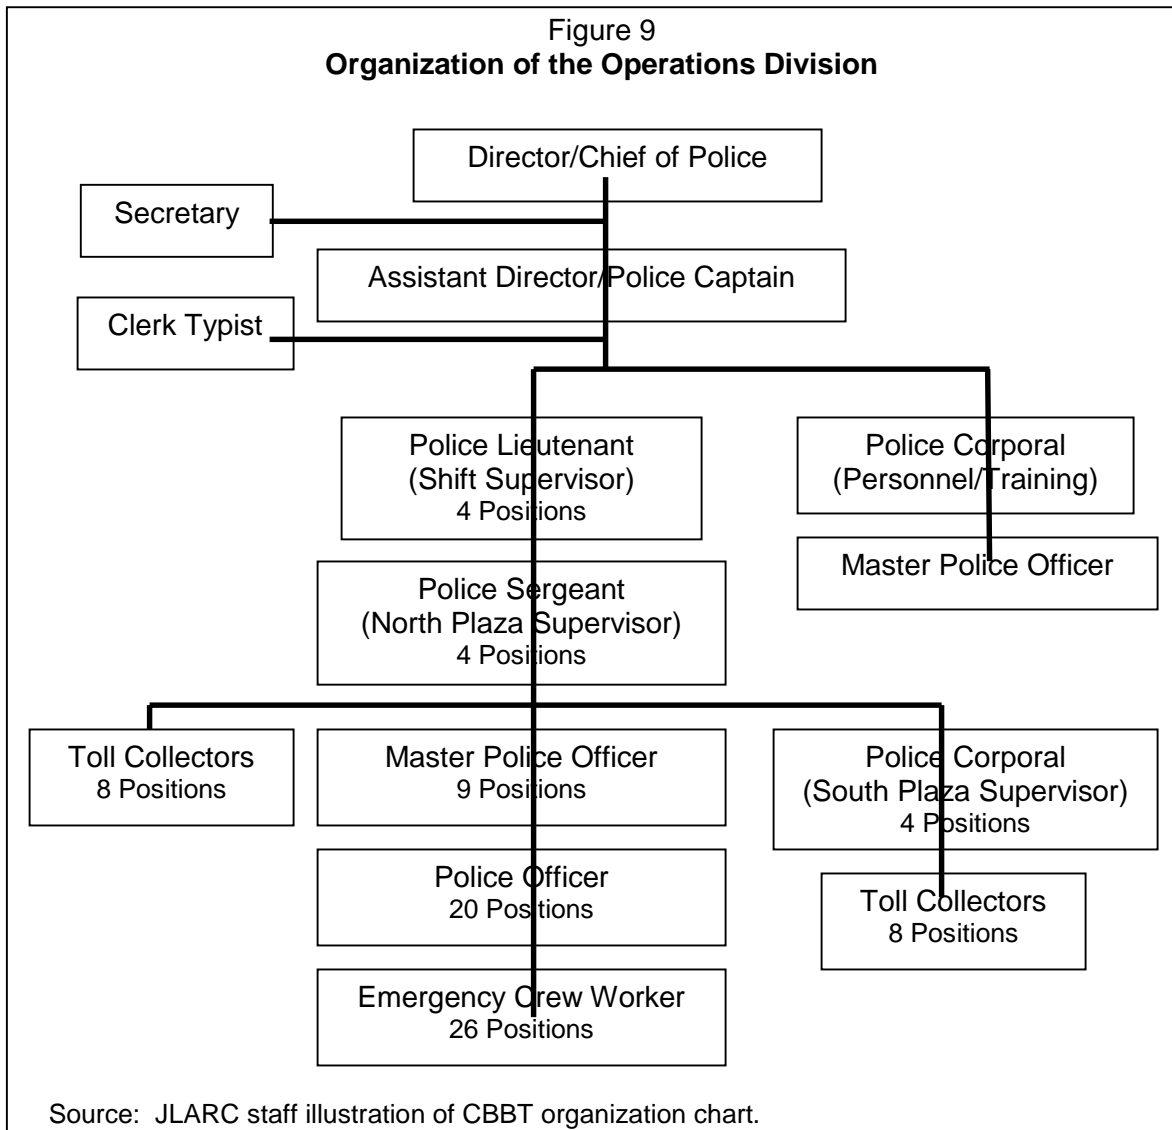 Figure 9
Organization of the Operations Division
Director/Chief of Police
Secretary
Assistant Director/Police Captain
Clerk Typist
Police Lieutenant
(Shift Supervisor)
4 Positions
Police Corporal
(Personnel/Training)
Master Police Officer
Police Sergeant
(North Plaza Supervisor)
4 Positions
Toll Collectors
8 Positions
Master Police Officer
9 Positions
Police Corporal
(South Plaza Supervisor)
4 Positions
Police Officer
20 Positions
Toll Collectors
8 Positions
Emergency Crew Worker
26 Positions
Source: JLARC staff illustration of CBBT organization chart.